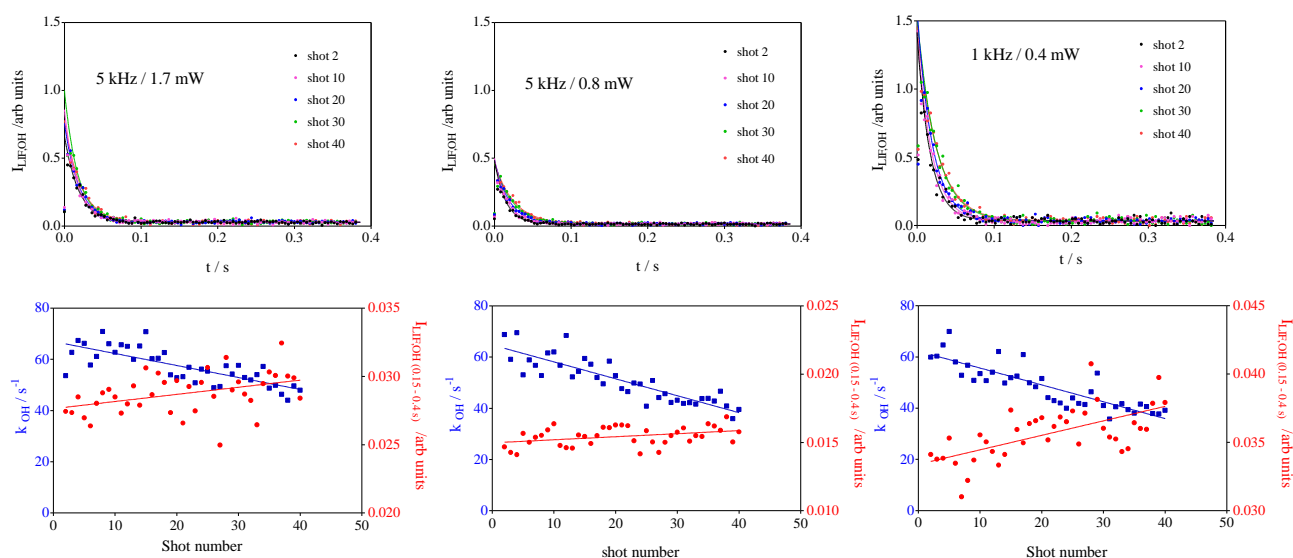 1.5
1.0
0.5
0.0
0.0
0.1
0.2
0.3
0.4
I_LIF,OH /arb units
t / s
5 kHz / 1.7 mW
shot 2
shot 10
shot 20
shot 30
shot 40
1.5
1.0
0.5
0.0
0.0
0.1
0.2
0.3
0.4
I_LIF,OH /arb units
t / s
5 kHz / 0.8 mW
shot 2
shot 10
shot 20
shot 30
shot 40
1.5
1.0
0.5
0.0
0.0
0.1
0.2
0.3
0.4
I_LIF,OH /arb units
t / s
1 kHz / 0.4 mW
shot 2
shot 10
shot 20
shot 30
shot 40
80
60
40
20
0
k_OH / s⁻¹
0
10
20
30
40
50
Shot number
0.035
0.030
0.025
0.020
I_LIF,OH (0.15 - 0.4 s) /arb units
80
60
40
20
0
k_OH / s⁻¹
0
10
20
30
40
50
shot number
0.025
0.020
0.015
0.010
I_LIF,OH (0.15 - 0.4 s) /arb units
80
60
40
20
0
k_OH / s⁻¹
0
10
20
30
40
50
Shot number
0.045
0.040
0.035
0.030
I_LIF,OH (0.15 - 0.4 s) /arb units